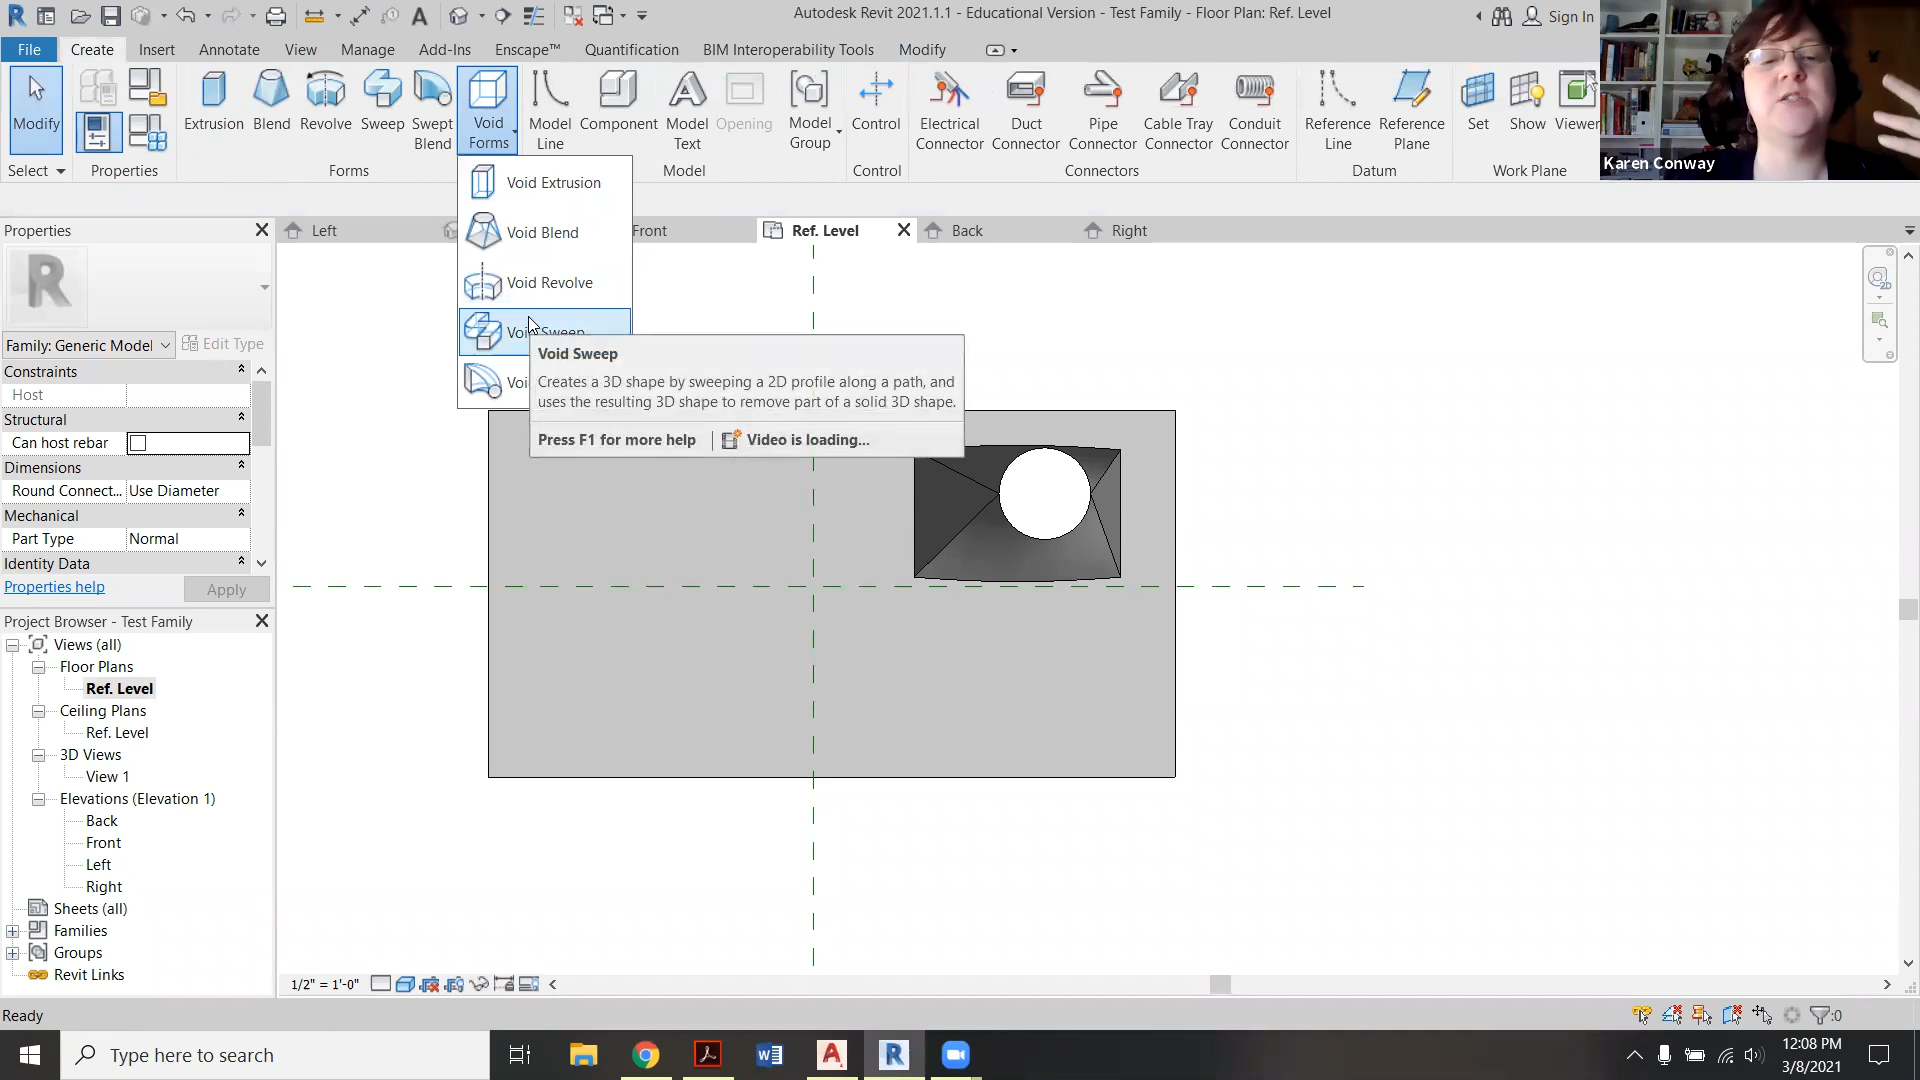 Autodesk Revit 2021.1.1 - Educational Version - Test Family - Floor Plan: Ref. Level
Sign In
File Create Insert Annotate View Manage Add-Ins Enscape™ Quantification BIM Interoperability Tools Modify
Modify
Extrusion
Blend
Revolve
Sweep
Swept Blend
Void Forms
Model Line
Component
Model Text
Opening
Model Group
Control
Electrical Connector
Duct Connector
Pipe Connector
Cable Tray Connector
Conduit Connector
Reference Line
Reference Plane
Set
Show
Viewer
Karen Conway
Select Properties Forms Model Control Connectors Datum Work Plane
Void Extrusion
Void Blend
Void Revolve
Void Sweep
Voi
Void Sweep
Creates a 3D shape by sweeping a 2D profile along a path, and
uses the resulting 3D shape to remove part of a solid 3D shape.
Press F1 for more help Video is loading...
Left Front Ref. Level Back Right
Properties
R
Family: Generic Model Edit Type
Constraints
Host
Structural
Can host rebar
Dimensions
Round Connect... Use Diameter
Mechanical
Part Type Normal
Identity Data
Properties help Apply
Project Browser - Test Family
Views (all)
Floor Plans
Ref. Level
Ceiling Plans
Ref. Level
3D Views
View 1
Elevations (Elevation 1)
Back
Front
Left
Right
Sheets (all)
Families
Groups
Revit Links
2D
1/2" = 1'-0"
Ready
:0
Type here to search
12:08 PM
3/8/2021